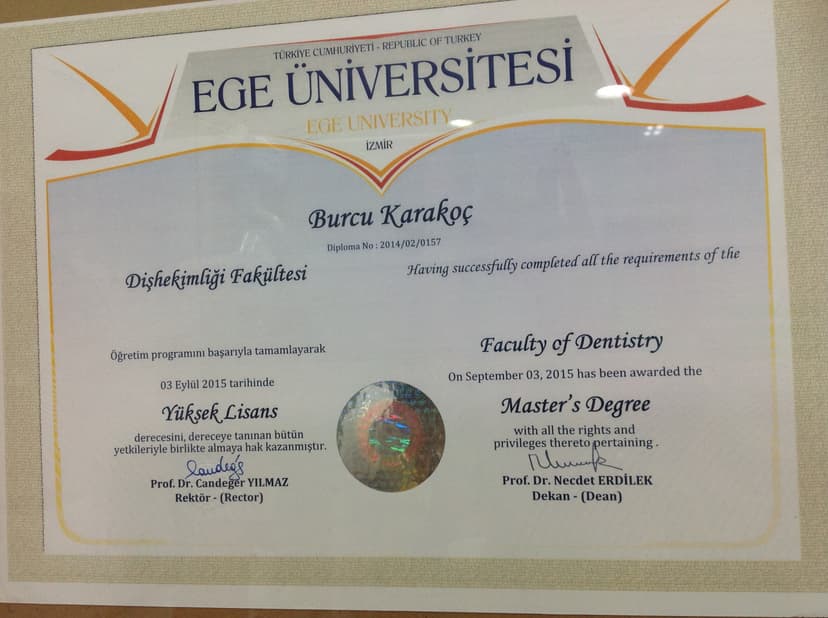 TÜRKİYE CUMHURİYETİ - REPUBLIC OF TURKEY
EGE ÜNİVERSİTESİ
EGE UNIVERSITY
İZMİR
Burcu Karakoç
Diploma No : 2014/02/0157
Dişhekimliği Fakültesi
Öğretim programını başarıyla tamamlayarak
03 Eylül 2015 tarihinde
Yüksek Lisans
derecesini, dereceye tanınan bütün
yetkileriyle birlikte almaya hak kazanmıştır.
Prof. Dr. Candeğer YILMAZ
Rektör - (Rector)
Having successfully completed all the requirements of the
Faculty of Dentistry
On September 03, 2015 has been awarded the
Master's Degree
with all the rights and
privileges thereto pertaining .
Prof. Dr. Necdet ERDİLEK
Dekan - (Dean)